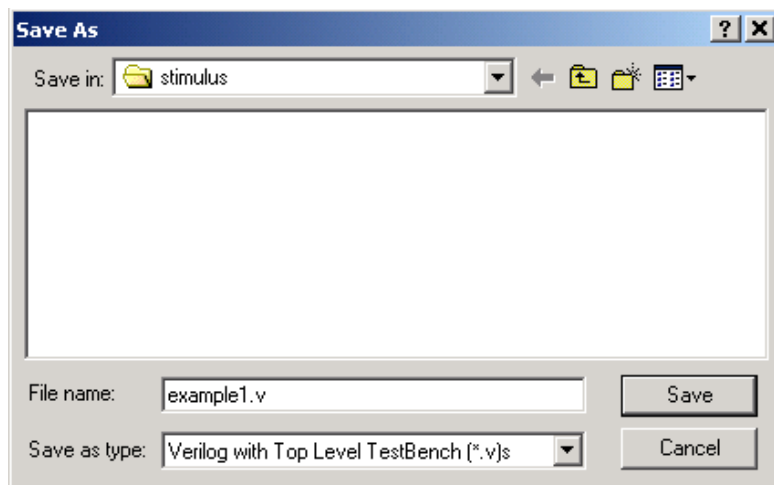 Save As
Save in: stimulus
File name: example1.v Save
Save as type: Verilog with Top Level TestBench (*.v)s Cancel